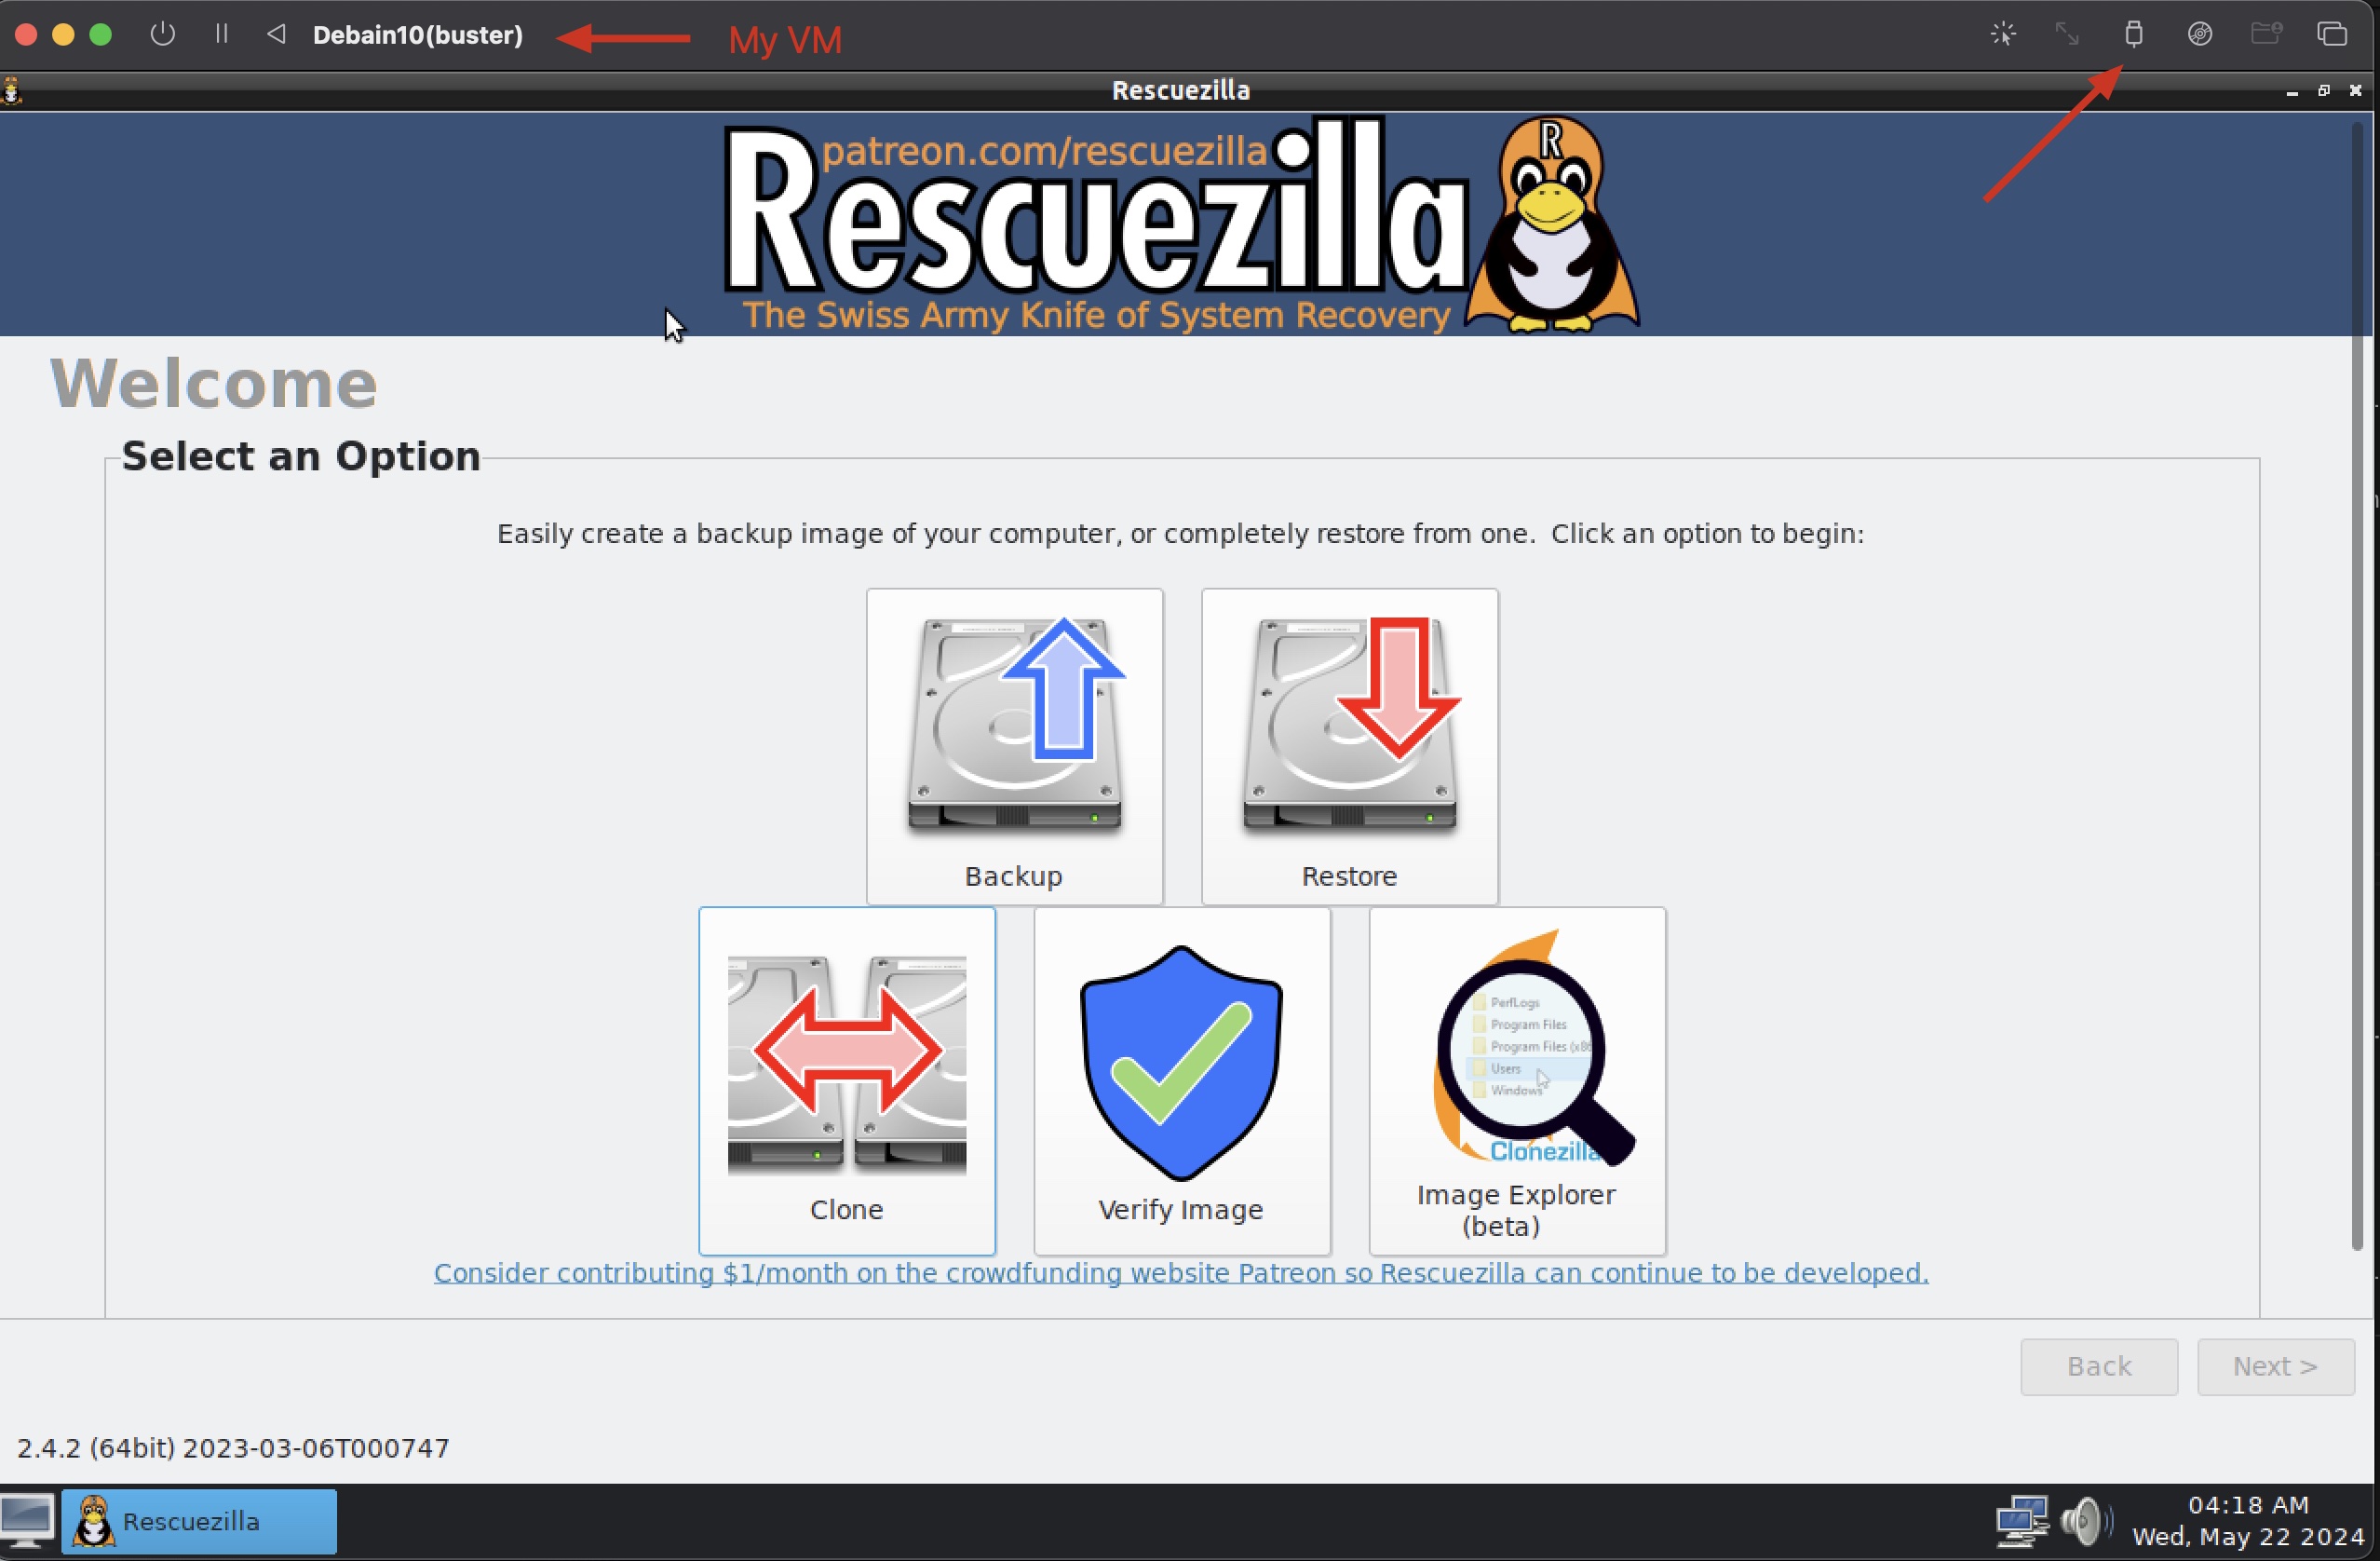 Debain10(buster)
My VM
Rescuezilla
patreon.com/rescuezilla
Rescuezilla
R
The Swiss Army Knife of System Recovery
Welcome
Select an Option
Easily create a backup image of your computer, or completely restore from one.  Click an option to begin:
Backup
Restore
PerfLogs
Program Files
Program Files (x86
Users
Windows
Clonezilla
Clone
Verify Image
Image Explorer
(beta)
Consider contributing $1/month on the crowdfunding website Patreon so Rescuezilla can continue to be developed.
Back
Next >
2.4.2 (64bit) 2023-03-06T000747
Rescuezilla
04:18 AM
Wed, May 22 2024